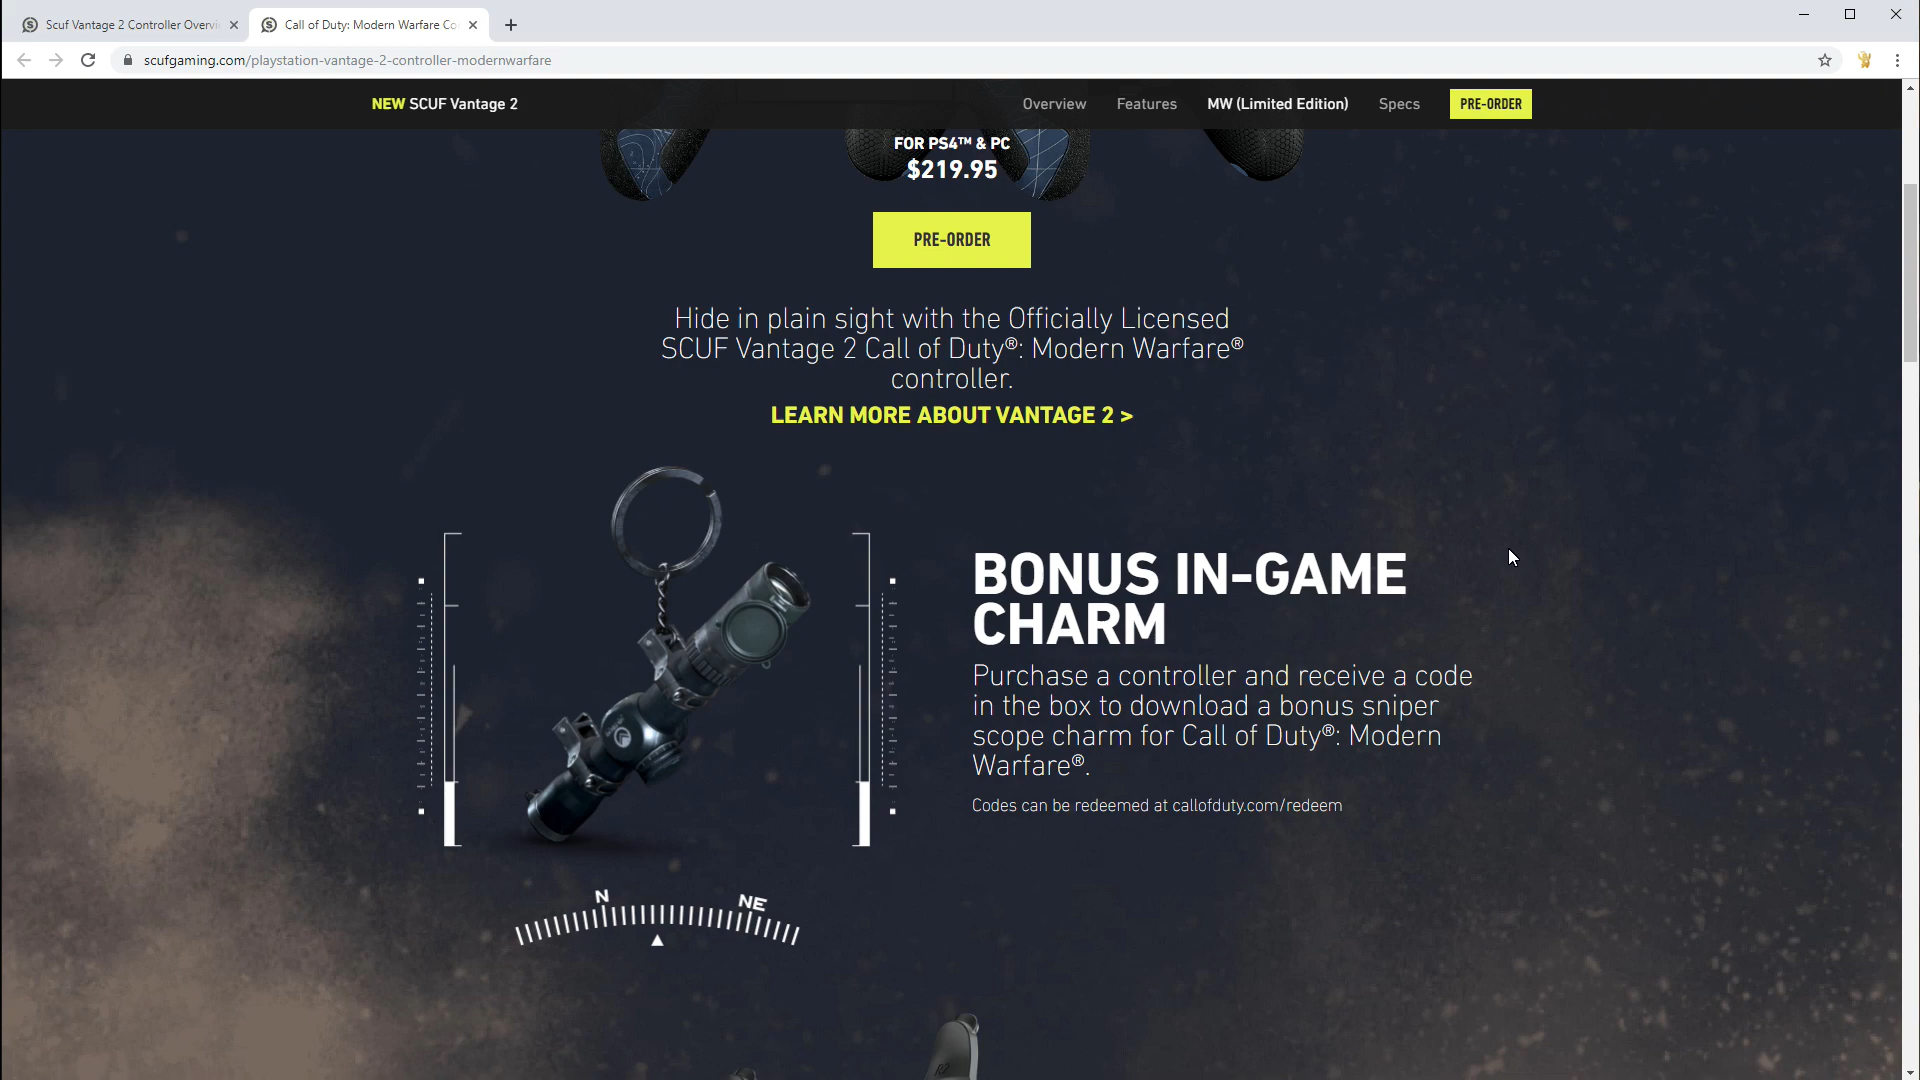 Scuf Vantage 2 Controller Overvi
Call of Duty: Modern Warfare Co
scufgaming.com/playstation-vantage-2-controller-modernwarfare
NEW SCUF Vantage 2
Overview
Features
MW (Limited Edition)
Specs
PRE-ORDER
FOR PS4™ & PC
$219.95
PRE-ORDER
Hide in plain sight with the Officially Licensed
SCUF Vantage 2 Call of Duty®: Modern Warfare®
controller.
LEARN MORE ABOUT VANTAGE 2 >
BONUS IN-GAME
CHARM
Purchase a controller and receive a code
in the box to download a bonus sniper
scope charm for Call of Duty®: Modern
Warfare®.
Codes can be redeemed at callofduty.com/redeem
N
NE